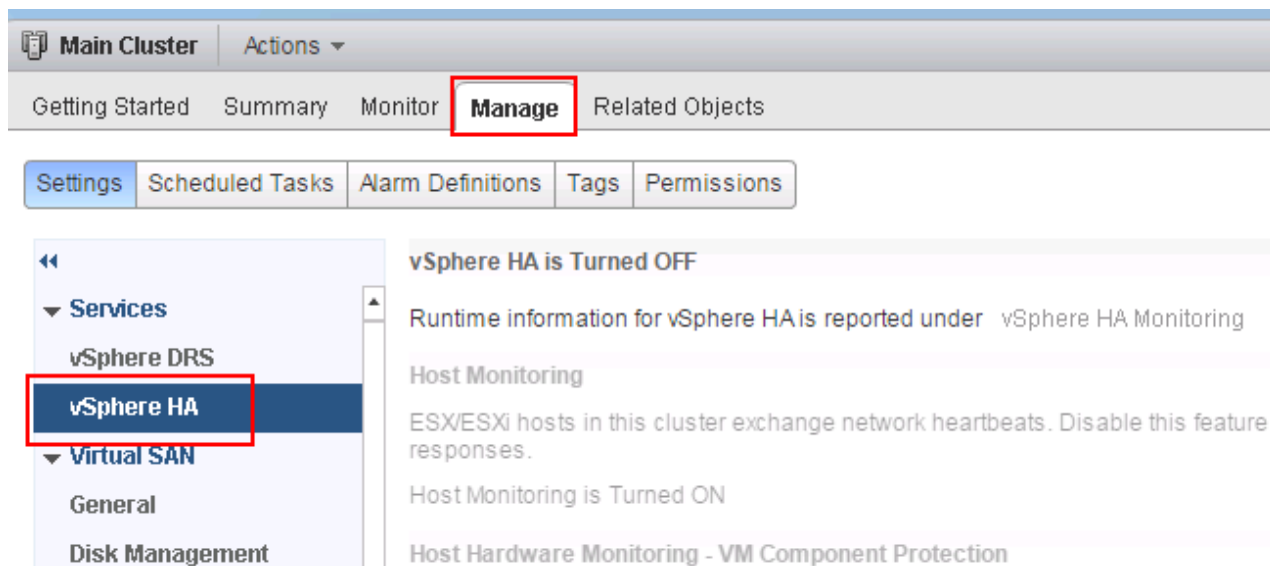 Main Cluster Actions
Getting Started Summary Monitor Manage Related Objects
Settings Scheduled Tasks Alarm Definitions Tags Permissions
Services
vSphere DRS
vSphere HA
Virtual SAN
General
Disk Management
vSphere HA is Turned OFF
Runtime information for vSphere HA is reported under vSphere HA Monitoring
Host Monitoring
ESX/ESXi hosts in this cluster exchange network heartbeats. Disable this feature
responses.
Host Monitoring is Turned ON
Host Hardware Monitoring - VM Component Protection